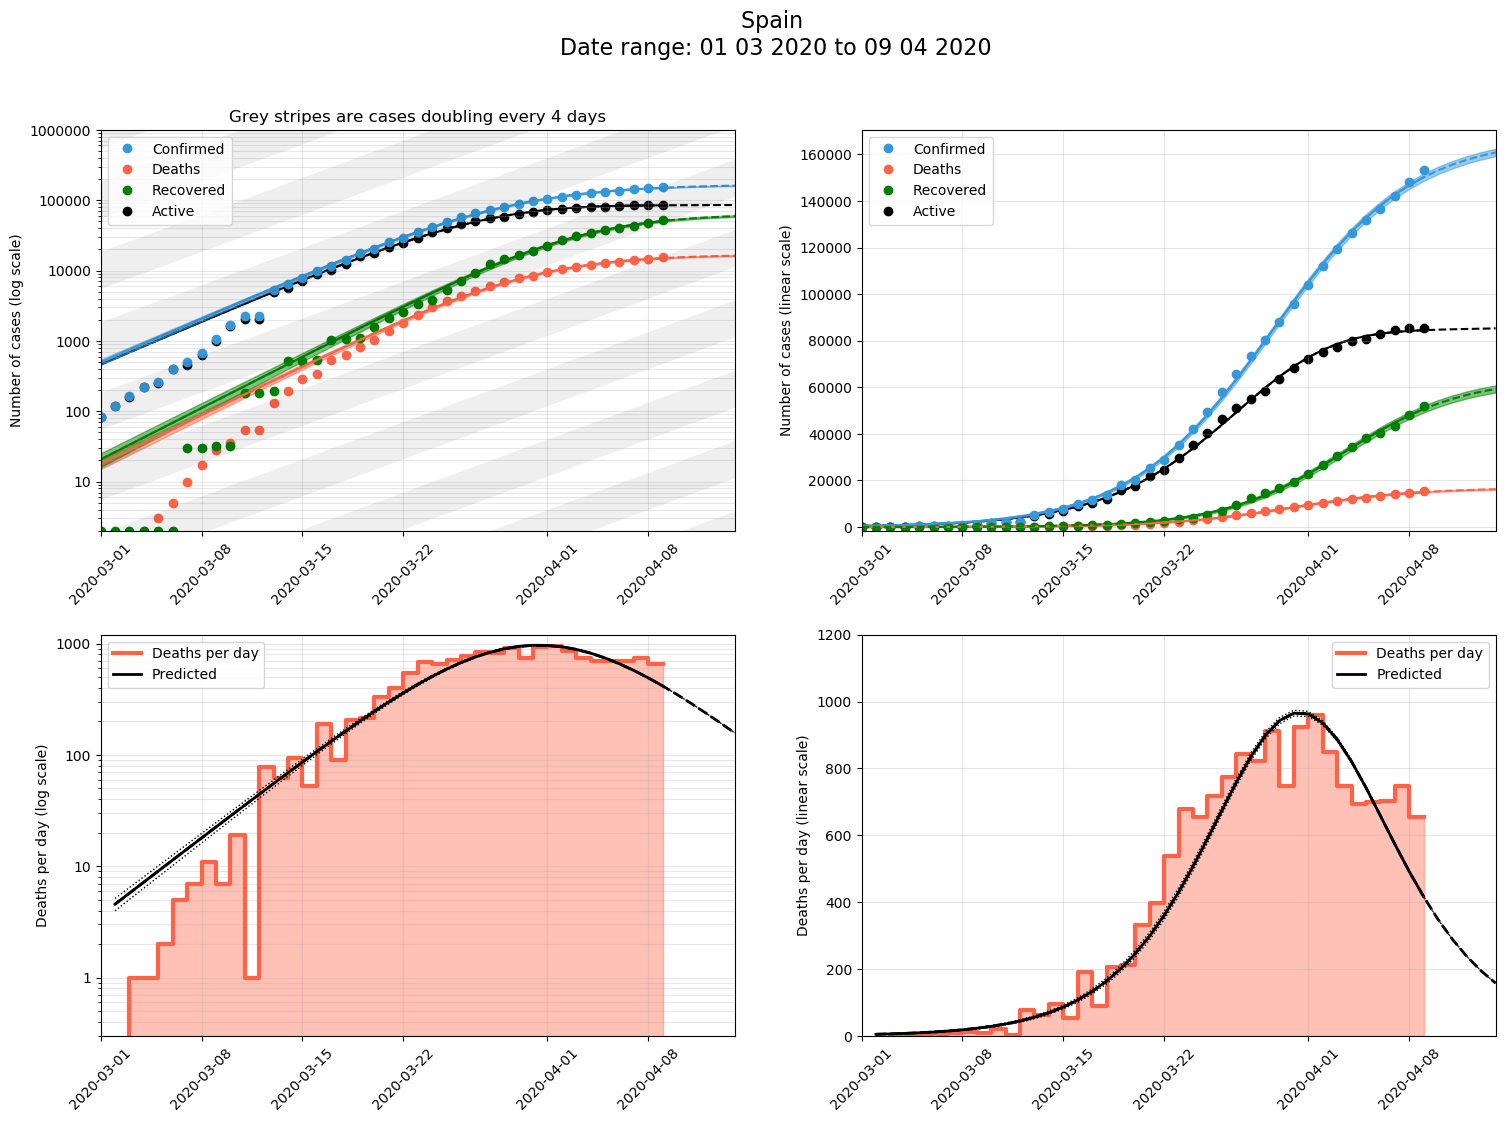 Spain
Date range: 01 03 2020 to 09 04 2020
Grey stripes are cases doubling every 4 days
Number of cases (log scale)
1000000
100000
10000
1000
100
10
Confirmed
Deaths
Recovered
Active
2020-03-01
2020-03-08
2020-03-15
2020-03-22
2020-04-01
2020-04-08
Number of cases (linear scale)
160000
140000
120000
100000
80000
60000
40000
20000
0
Confirmed
Deaths
Recovered
Active
2020-03-01
2020-03-08
2020-03-15
2020-03-22
2020-04-01
2020-04-08
Deaths per day (log scale)
1000
100
10
1
Deaths per day
Predicted
2020-03-01
2020-03-08
2020-03-15
2020-03-22
2020-04-01
2020-04-08
Deaths per day (linear scale)
1200
1000
800
600
400
200
0
Deaths per day
Predicted
2020-03-01
2020-03-08
2020-03-15
2020-03-22
2020-04-01
2020-04-08